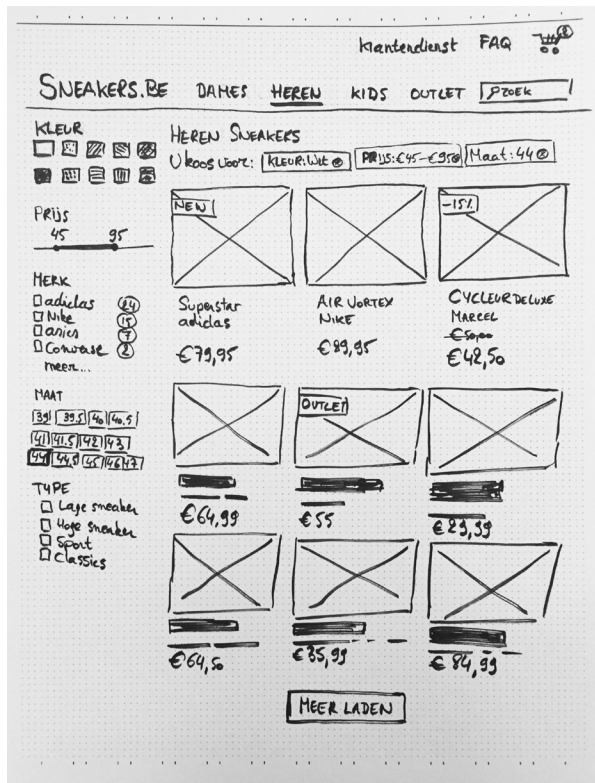 klantendienst FAQ
SNEAKERS.BE DAMES HEREN KIDS OUTLET ZOEK
KLEUR
HEREN SNEAKERS
U koos voor: KLEUR: Wit PRIJS: €45-€95 Maat: 44
NEW
-15%
PRIJS
45 95
MERK
adidas 24
Nike 15
asics 7
Converse 2
meer...
Superstar
adidas
€79,95
AIR VORTEX
NIKE
€89,95
CYCLEUR DE LUXE
MARCEL
€50,00
€42,50
MAAT
39 39.5 40 40.5
41 41.5 42 43
44 44.5 45 46 47
TYPE
Lage sneaker
Hoge sneaker
Sport
Classics
OUTLET
€64,99
€55
€29,99
€64,50
€35,99
€84,99
MEER LADEN